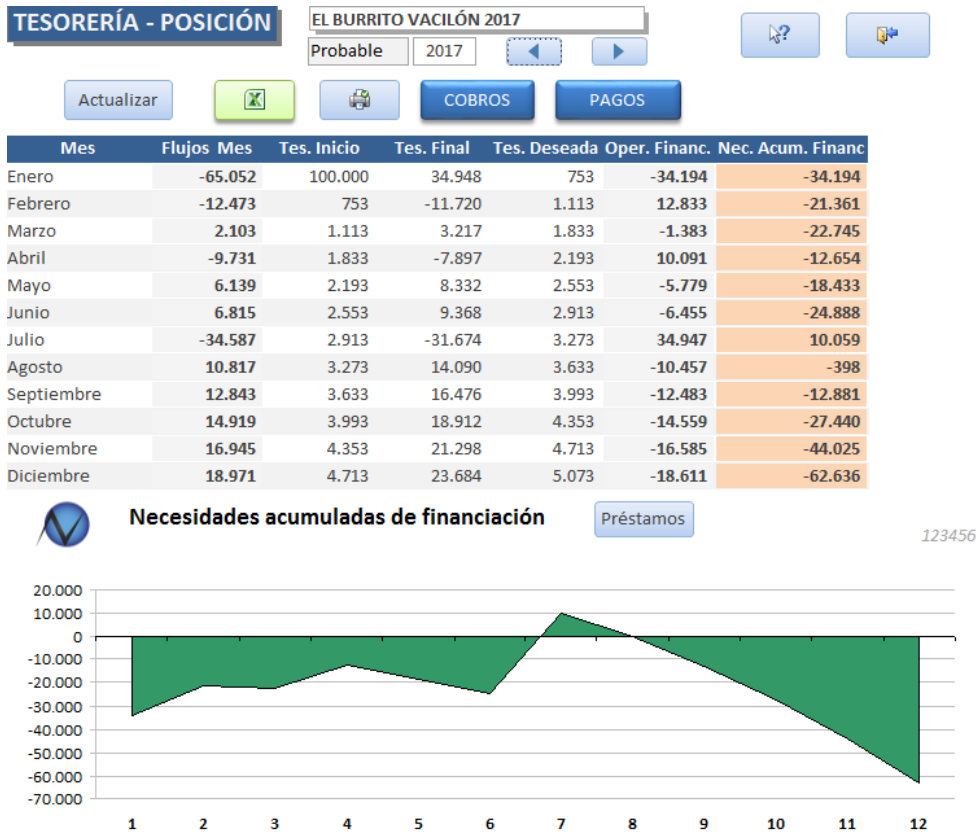 TESORERÍA - POSICIÓN
EL BURRITO VACILÓN 2017
Probable 2017
Actualizar COBROS PAGOS
Mes Flujos Mes Tes. Inicio Tes. Final Tes. Deseada Oper. Financ. Nec. Acum. Financ
Enero -65.052 100.000 34.948 753 -34.194 -34.194
Febrero -12.473 753 -11.720 1.113 12.833 -21.361
Marzo 2.103 1.113 3.217 1.833 -1.383 -22.745
Abril -9.731 1.833 -7.897 2.193 10.091 -12.654
Mayo 6.139 2.193 8.332 2.553 -5.779 -18.433
Junio 6.815 2.553 9.368 2.913 -6.455 -24.888
Julio -34.587 2.913 -31.674 3.273 34.947 10.059
Agosto 10.817 3.273 14.090 3.633 -10.457 -398
Septiembre 12.843 3.633 16.476 3.993 -12.483 -12.881
Octubre 14.919 3.993 18.912 4.353 -14.559 -27.440
Noviembre 16.945 4.353 21.298 4.713 -16.585 -44.025
Diciembre 18.971 4.713 23.684 5.073 -18.611 -62.636
Necesidades acumuladas de financiación Préstamos
123456
20.000
10.000
0
-10.000
-20.000
-30.000
-40.000
-50.000
-60.000
-70.000
1 2 3 4 5 6 7 8 9 10 11 12